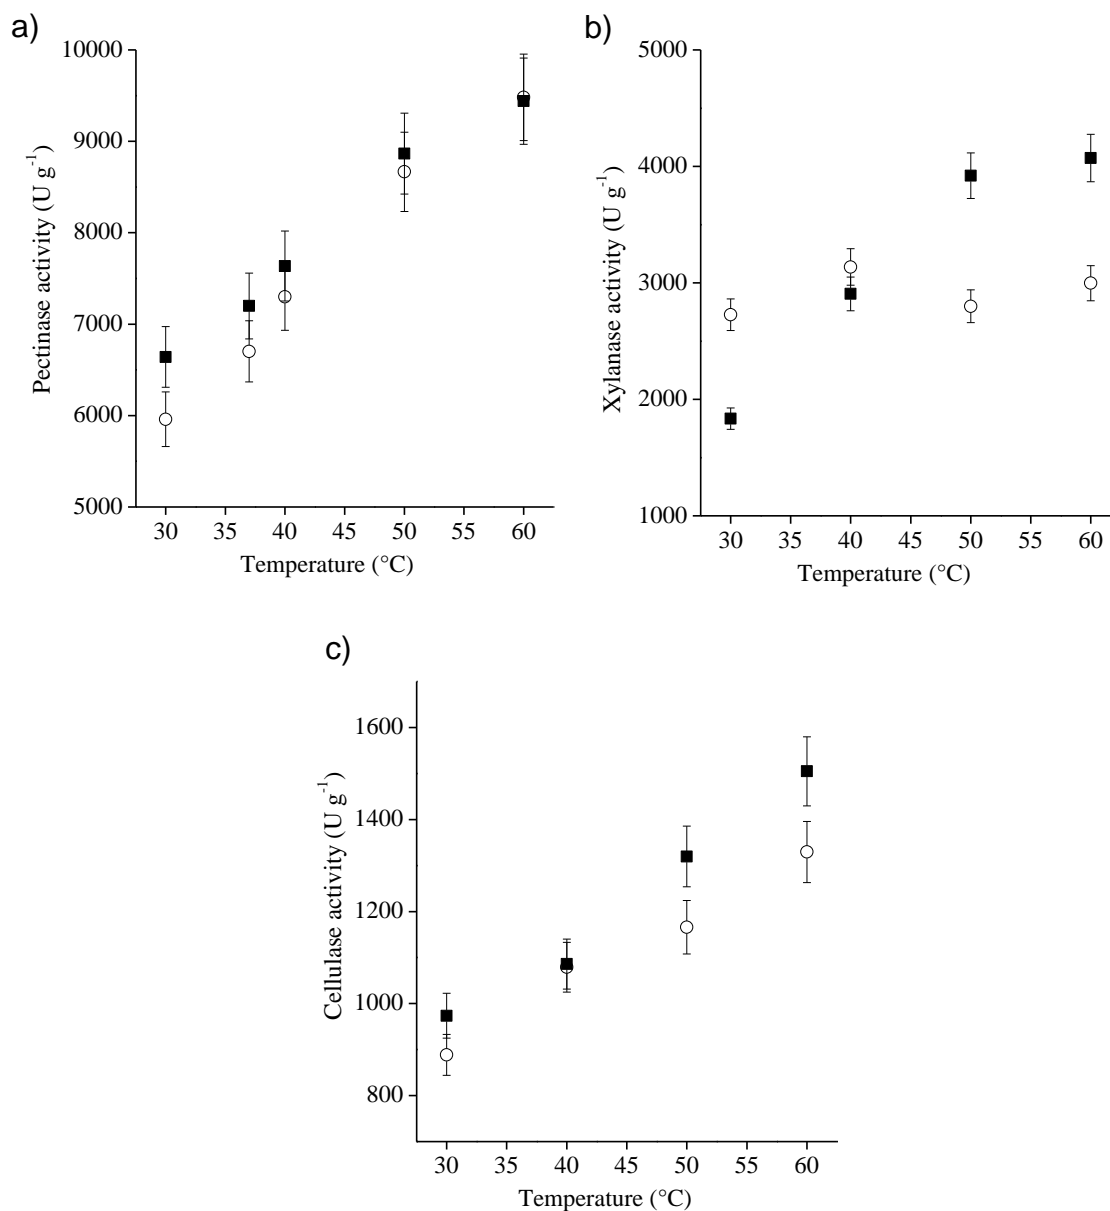 a)
10000
9000
8000
7000
6000
5000
Pectinase activity (U g-1)
30 35 40 45 50 55 60
Temperature (°C)
b)
5000
4000
3000
2000
1000
Xylanase activity (U g-1)
30 35 40 45 50 55 60
Temperature (°C)
c)
1600
1400
1200
1000
800
Cellulase activity (U g-1)
30 35 40 45 50 55 60
Temperature (°C)